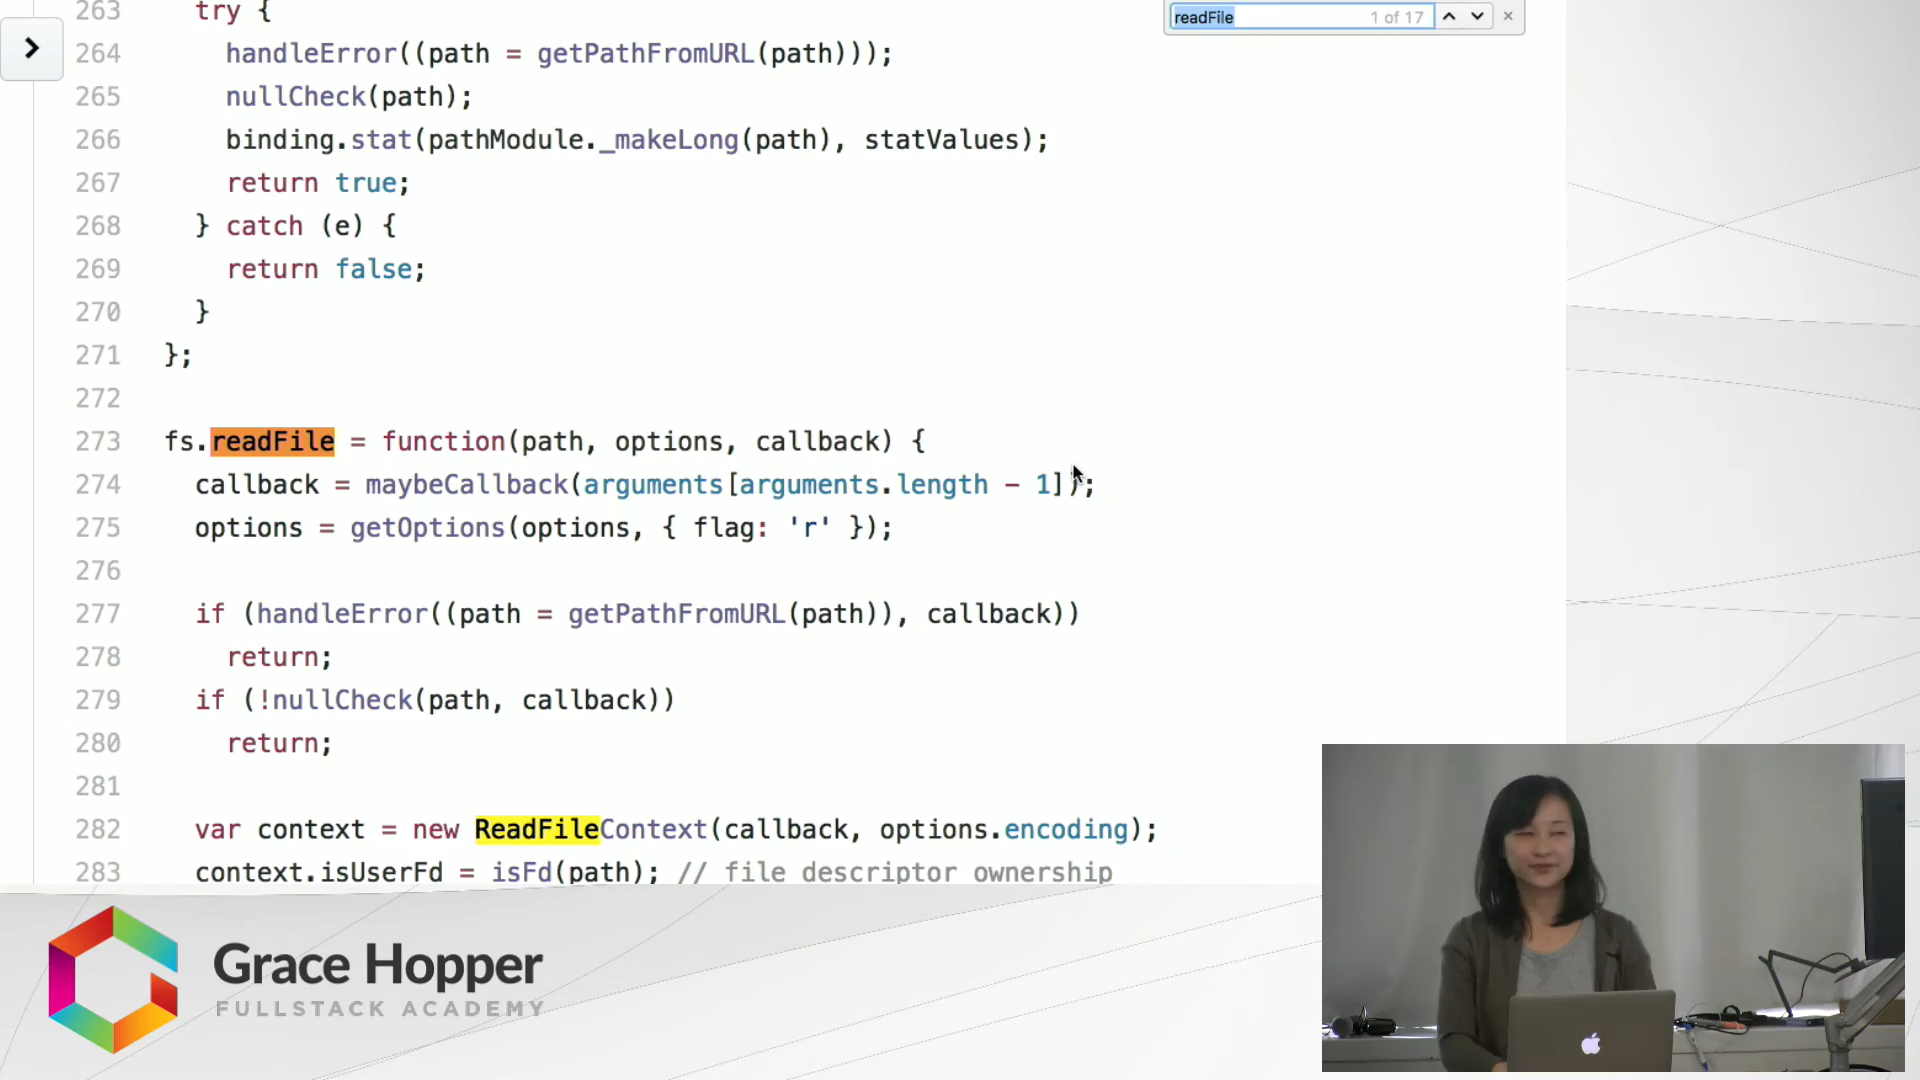 263 try {
readFile 1 of 17
264 handleError((path = getPathFromURL(path)));
265 nullCheck(path);
266 binding.stat(pathModule._makeLong(path), statValues);
267 return true;
268 } catch (e) {
269 return false;
270 }
271 };
272
273 fs.readFile = function(path, options, callback) {
274 callback = maybeCallback(arguments[arguments.length - 1]);
275 options = getOptions(options, { flag: 'r' });
276
277 if (handleError((path = getPathFromURL(path)), callback))
278 return;
279 if (!nullCheck(path, callback))
280 return;
281
282 var context = new ReadFileContext(callback, options.encoding);
283 context.isUserFd = isFd(path); // file descriptor ownership
Grace Hopper
FULLSTACK ACADEMY